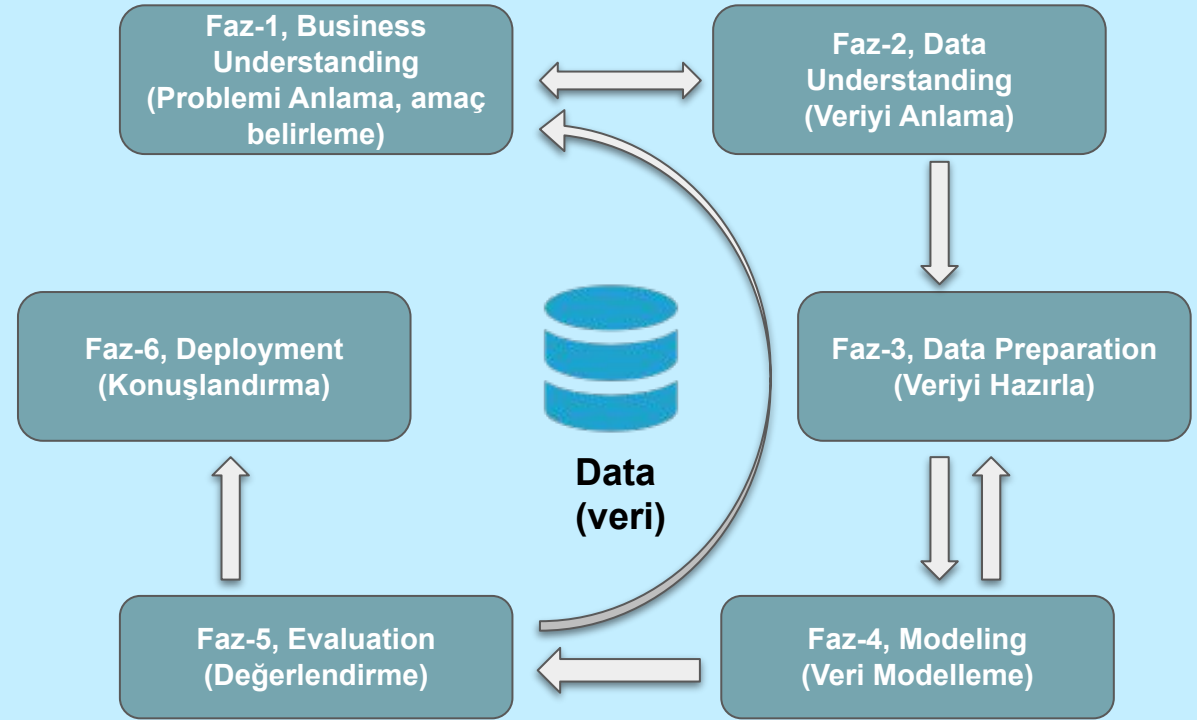 Faz-1, Business
Understanding
(Problemi Anlama, amaç
belirleme)
Faz-2, Data
Understanding
(Veriyi Anlama)
Faz-6, Deployment
(Konuşlandırma)
Data
(veri)
Faz-3, Data Preparation
(Veriyi Hazırla)
Faz-5, Evaluation
(Değerlendirme)
Faz-4, Modeling
(Veri Modelleme)